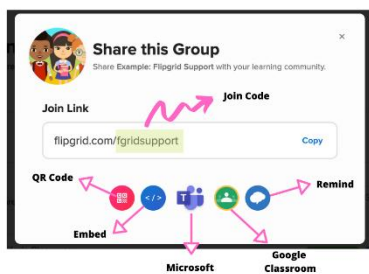 ×
Share this Group
Share Example: Flipgrid Support with your learning community.
Join Code
Join Link
flipgrid.com/fgridsupport
Copy
QR Code
</>
T
Remind
Embed
Microsoft
Google
Classroom